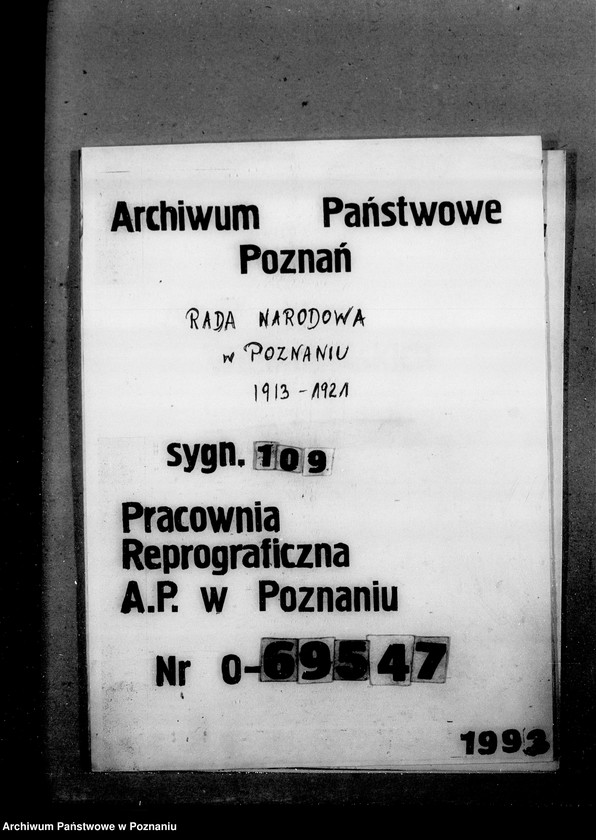 Archiwum Państwowe
Poznań
RADA NARODOWA
w POZNANIU
1913-1921
sygn. 109
Pracownia
Reprograficzna
A.P. w Poznaniu
Nr 0-69547
1993
Archiwum Państwowe w Poznaniu